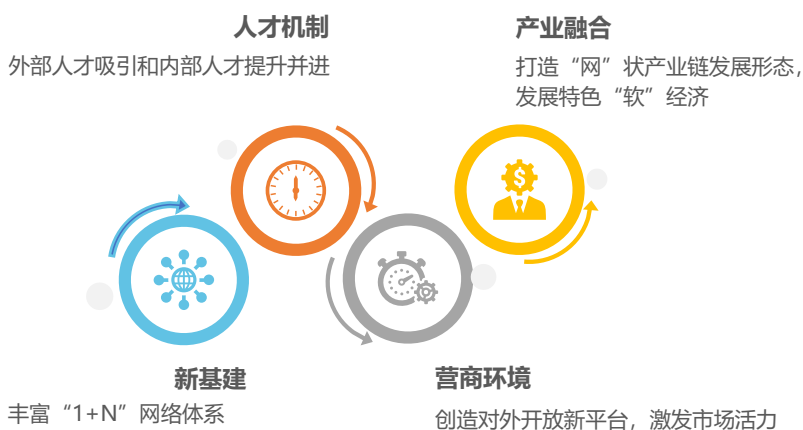 人才机制
外部人才吸引和内部人才提升并进
产业融合
打造“网”状产业链发展形态，
发展特色“软”经济
新基建
丰富“1+N”网络体系
营商环境
创造对外开放新平台，激发市场活力